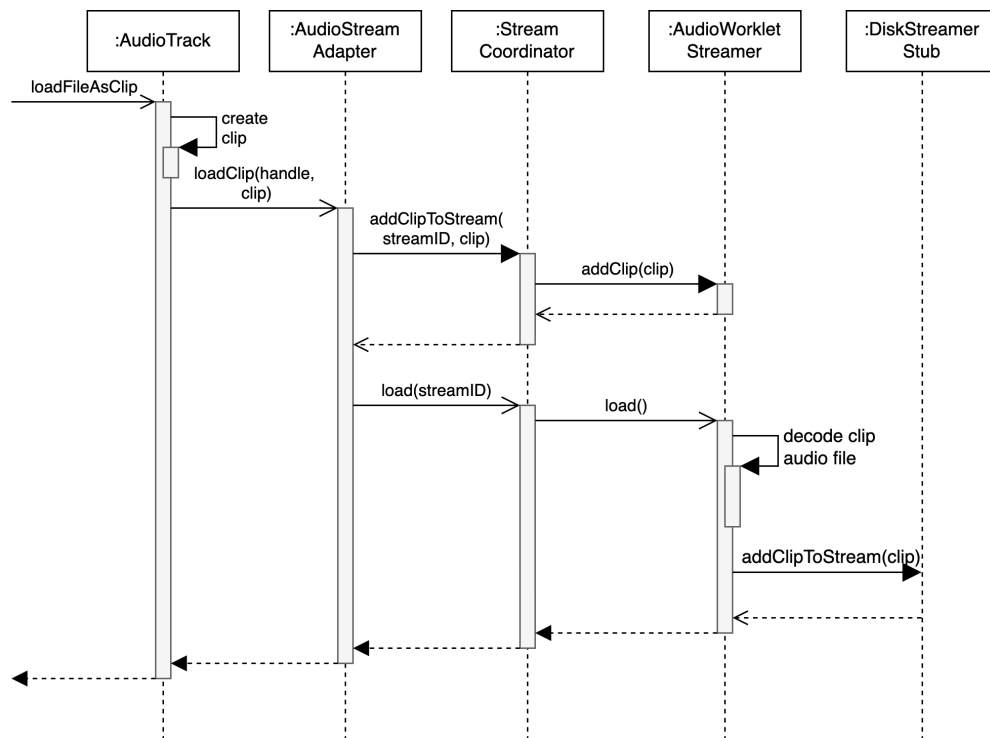 :AudioTrack
:AudioStream
Adapter
:Stream
Coordinator
:AudioWorklet
Streamer
:DiskStreamer
Stub
loadFileAsClip
create
clip
loadClip(handle,
clip)
addClipToStream(
streamID, clip)
addClip(clip)
load(streamID)
load()
decode clip
audio file
addClipToStream(clip)